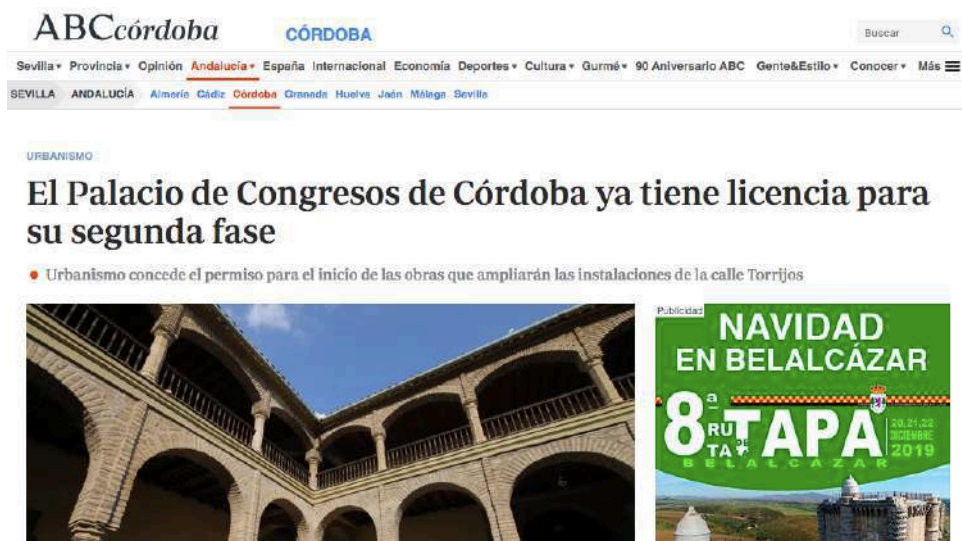 ABCcórdoba
CÓRDOBA
Buscar
Sevilla Provincia Opinión Andalucía España Internacional Economía Deportes Cultura Gurmé 90 Aniversario ABC Gente&Estilo Conocer Más
SEVILLA ANDALUCÍA Almería Cádiz Córdoba Granada Huelva Jaén Málaga Sevilla
URBANISMO
El Palacio de Congresos de Córdoba ya tiene licencia para
su segunda fase
Urbanismo concede el permiso para el inicio de las obras que ampliarán las instalaciones de la calle Torrijos
Publicidad
NAVIDAD
EN BELALCÁZAR
8ª RUTA DE TAPA
20,21,22
DICIEMBRE
2019
BELALCAZAR